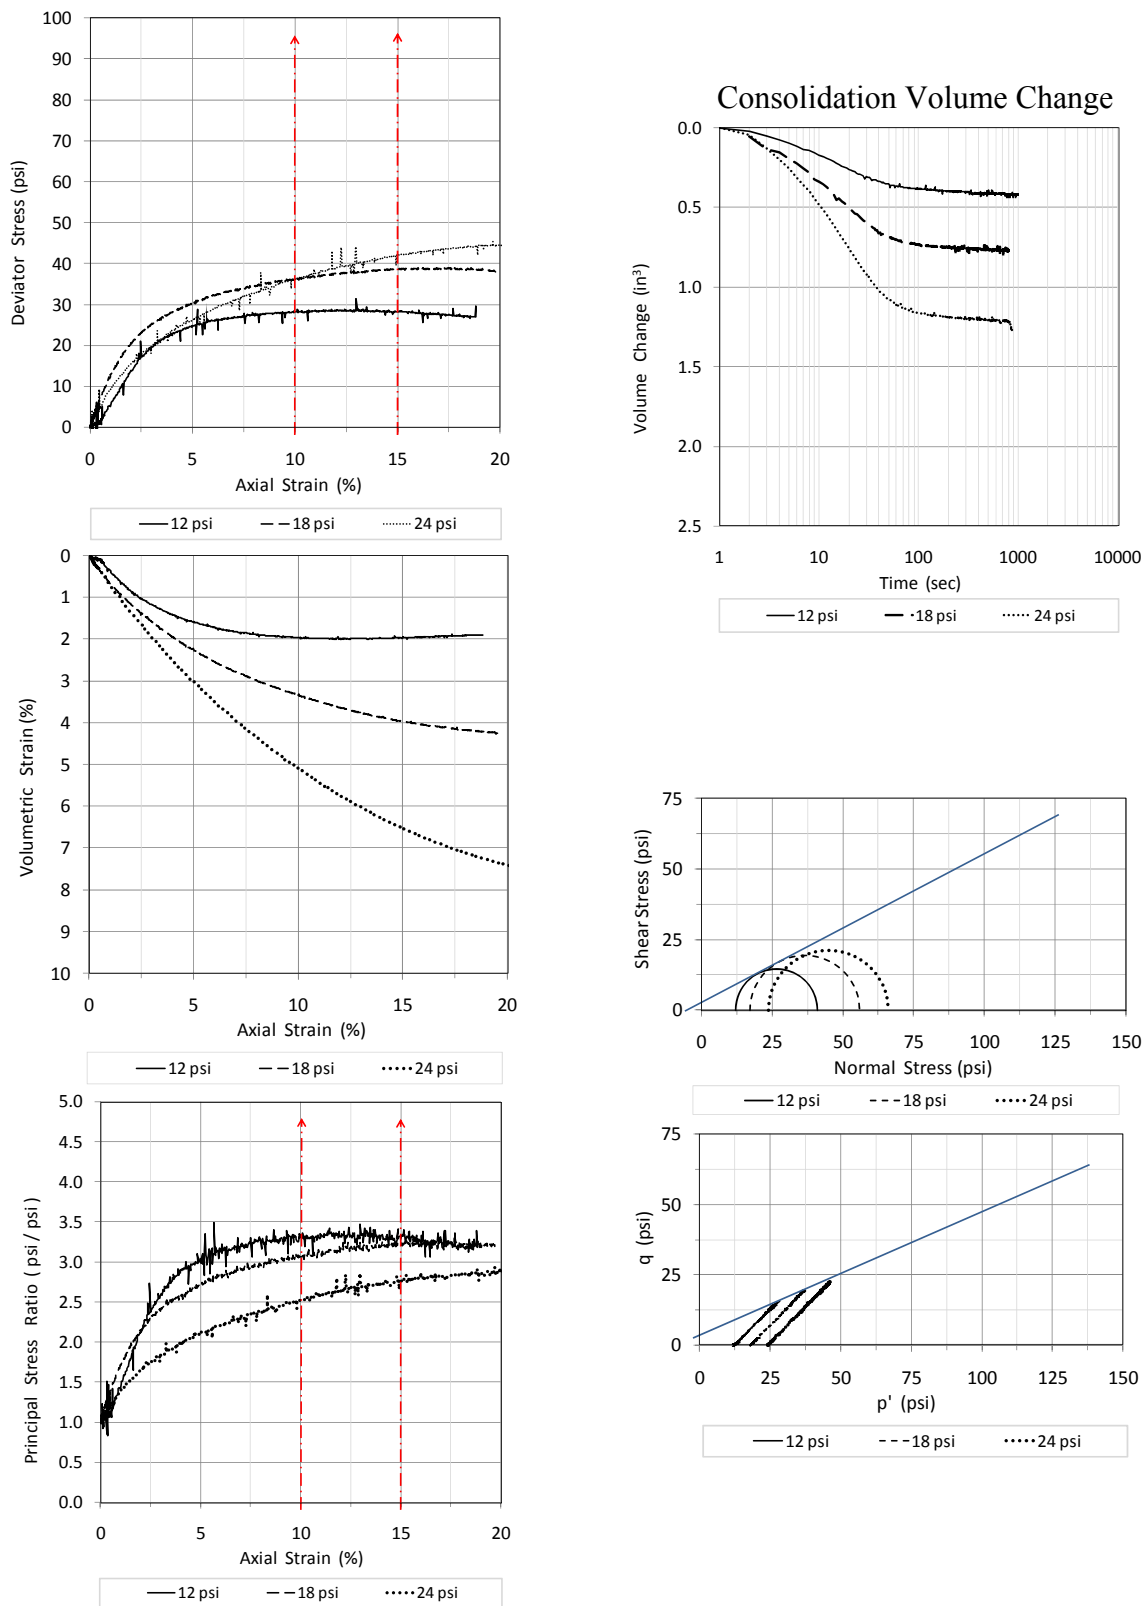 100
90
80
70
60
50
40
30
20
10
0
Deviator Stress (psi)
0 5 10 15 20
Axial Strain (%)
12 psi 18 psi 24 psi
Consolidation Volume Change
0.0
0.5
1.0
1.5
2.0
2.5
Volume Change (in³)
1 10 100 1000 10000
Time (sec)
12 psi 18 psi 24 psi
0
1
2
3
4
5
6
7
8
9
10
Volumetric Strain (%)
0 5 10 15 20
Axial Strain (%)
12 psi 18 psi 24 psi
75
50
25
0
Shear Stress (psi)
0 25 50 75 100 125 150
Normal Stress (psi)
12 psi 18 psi 24 psi
5.0
4.5
4.0
3.5
3.0
2.5
2.0
1.5
1.0
0.5
0.0
Principal Stress Ratio ( psi / psi )
0 5 10 15 20
Axial Strain (%)
12 psi 18 psi 24 psi
75
50
25
0
q (psi)
0 25 50 75 100 125 150
p' (psi)
12 psi 18 psi 24 psi